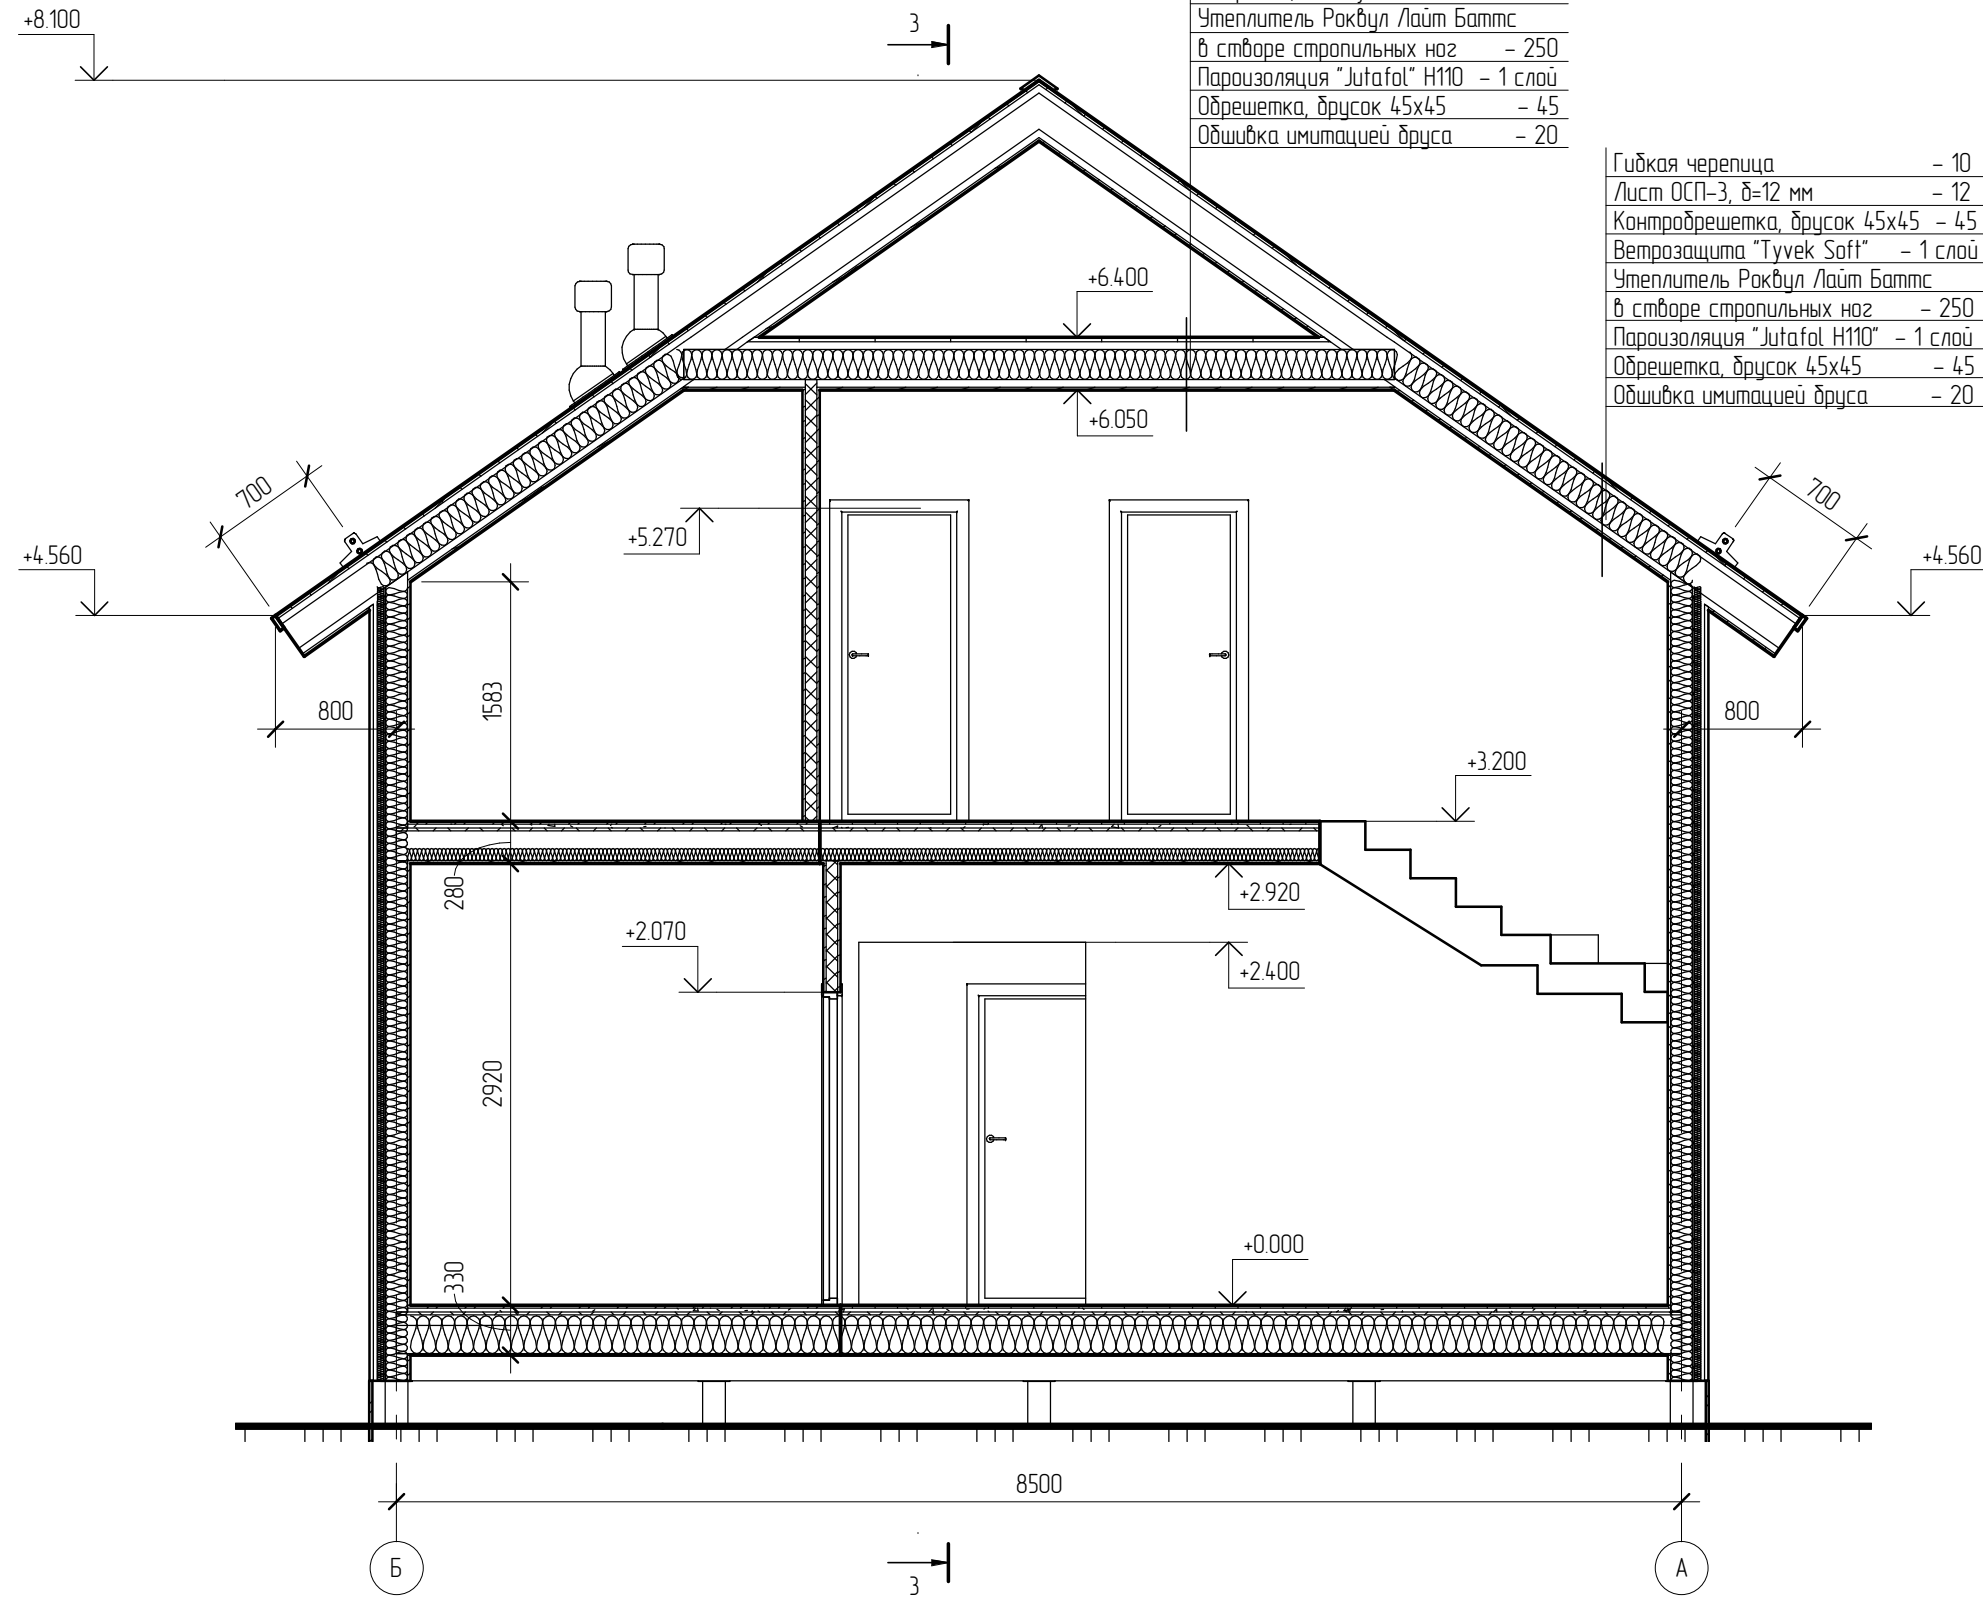 +8.100
3
Утеплитель Роквул Лайт Баттс
в створе стропильных ног – 250
Пароизоляция "Jutafol" Н110 – 1 слой
Обрешетка, брусок 45х45 – 45
Обшивка имитацией бруса – 20
Гибкая черепица – 10
Лист ОСП-3, δ=12 мм – 12
Контробрешетка, брусок 45х45 – 45
Ветрозащита "Tyvek Soft" – 1 слой
Утеплитель Роквул Лайт Баттс
в створе стропильных ног – 250
Пароизоляция "Jutafol Н110" – 1 слой
Обрешетка, брусок 45х45 – 45
Обшивка имитацией бруса – 20
+6.400
+6.050
700
700
+5.270
+4.560
+4.560
1583
800
800
+3.200
280
+2.920
+2.070
+2.400
2920
+0.000
330
8500
Б
А
3